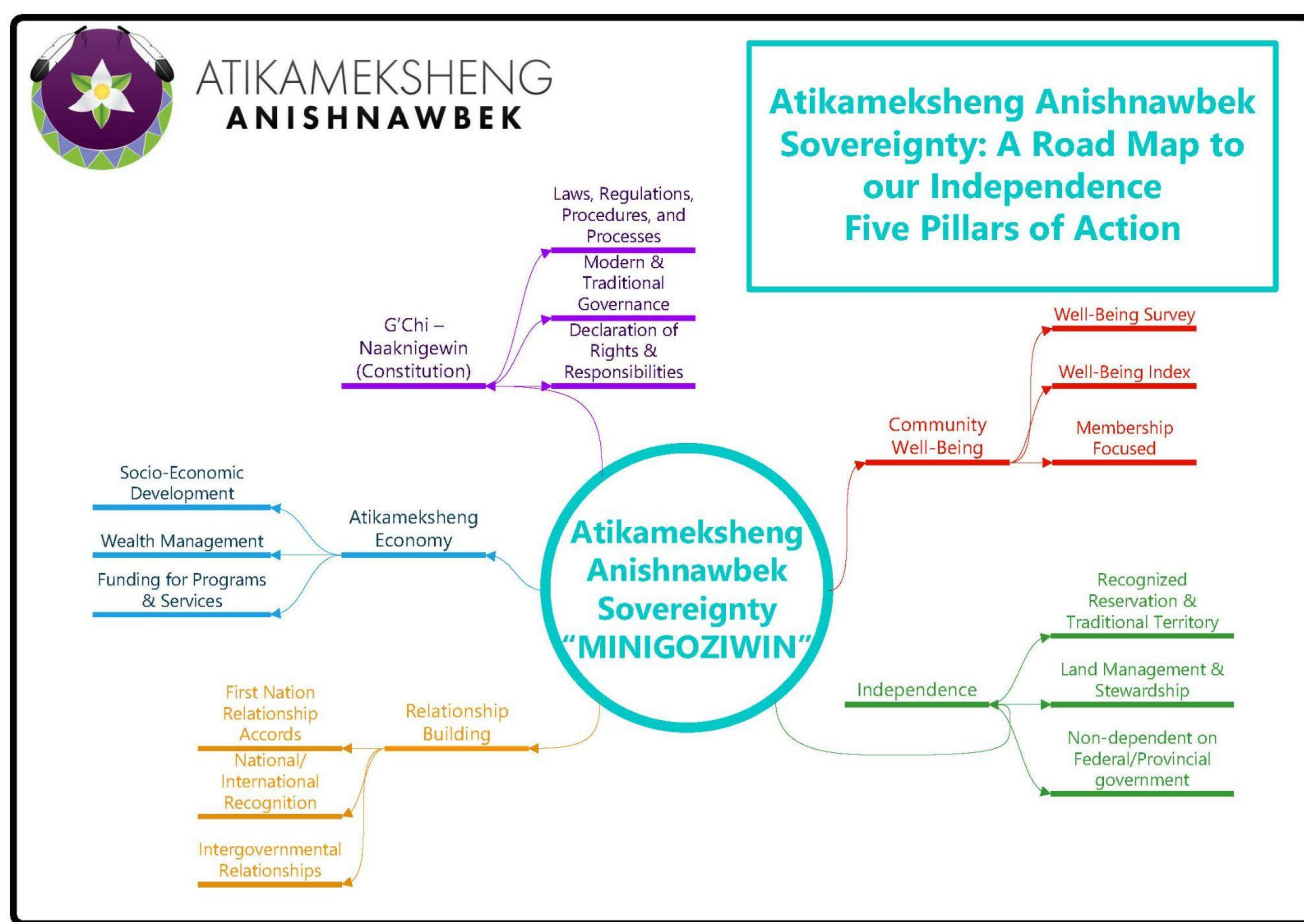 ATIKAMEKSHENG
ANISHNAWBEK
Atikameksheng Anishnawbek
Sovereignty: A Road Map to
our Independence
Five Pillars of Action
Laws, Regulations,
Procedures, and
Processes
Modern &
Traditional
Governance
Declaration of
Rights &
Responsibilities
G’Chi –
Naaknigewin
(Constitution)
Well-Being Survey
Well-Being Index
Membership
Focused
Community
Well-Being
Socio-Economic
Development
Wealth Management
Funding for Programs
& Services
Atikameksheng
Economy
Atikameksheng
Anishnawbek
Sovereignty
“MINIGOZIWIN”
Recognized
Reservation &
Traditional Territory
Land Management &
Stewardship
Non-dependent on
Federal/Provincial
government
Independence
First Nation
Relationship
Accords
National/
International
Recognition
Intergovernmental
Relationships
Relationship
Building